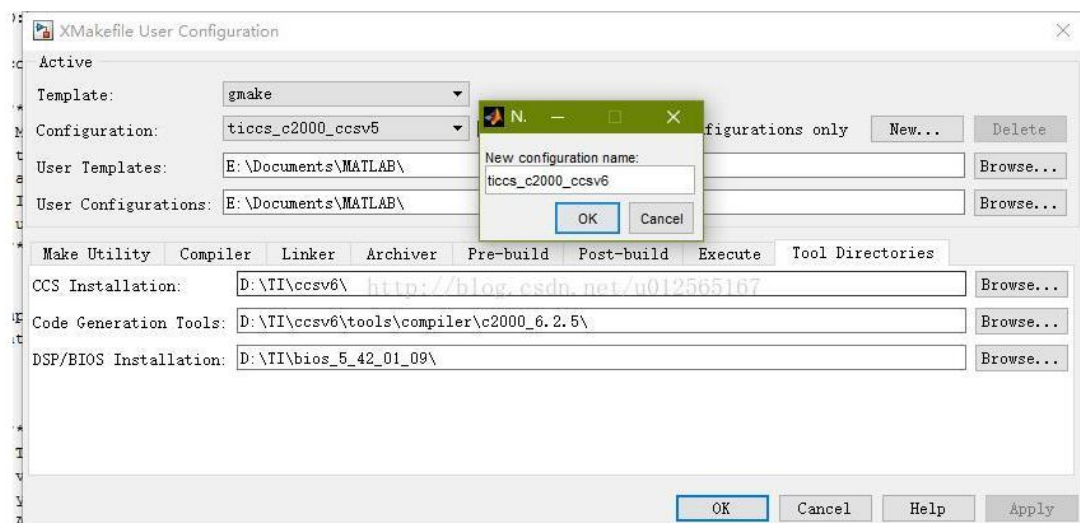 XMakefile User Configuration
Active
Template: gmake
Configuration: ticcs_c2000_ccsv5 figurations only New... Delete
User Templates: E:\Documents\MATLAB\ Browse...
User Configurations: E:\Documents\MATLAB\ Browse...
N.
New configuration name:
ticcs_c2000_ccsv6
OK Cancel
Make Utility Compiler Linker Archiver Pre-build Post-build Execute Tool Directories
CCS Installation: D:\TI\ccsv6\ Browse...
http://blog.csdn.net/u012565167
Code Generation Tools: D:\TI\ccsv6\tools\compiler\c2000_6.2.5\ Browse...
DSP/BIOS Installation: D:\TI\bios_5_42_01_09\ Browse...
OK Cancel Help Apply